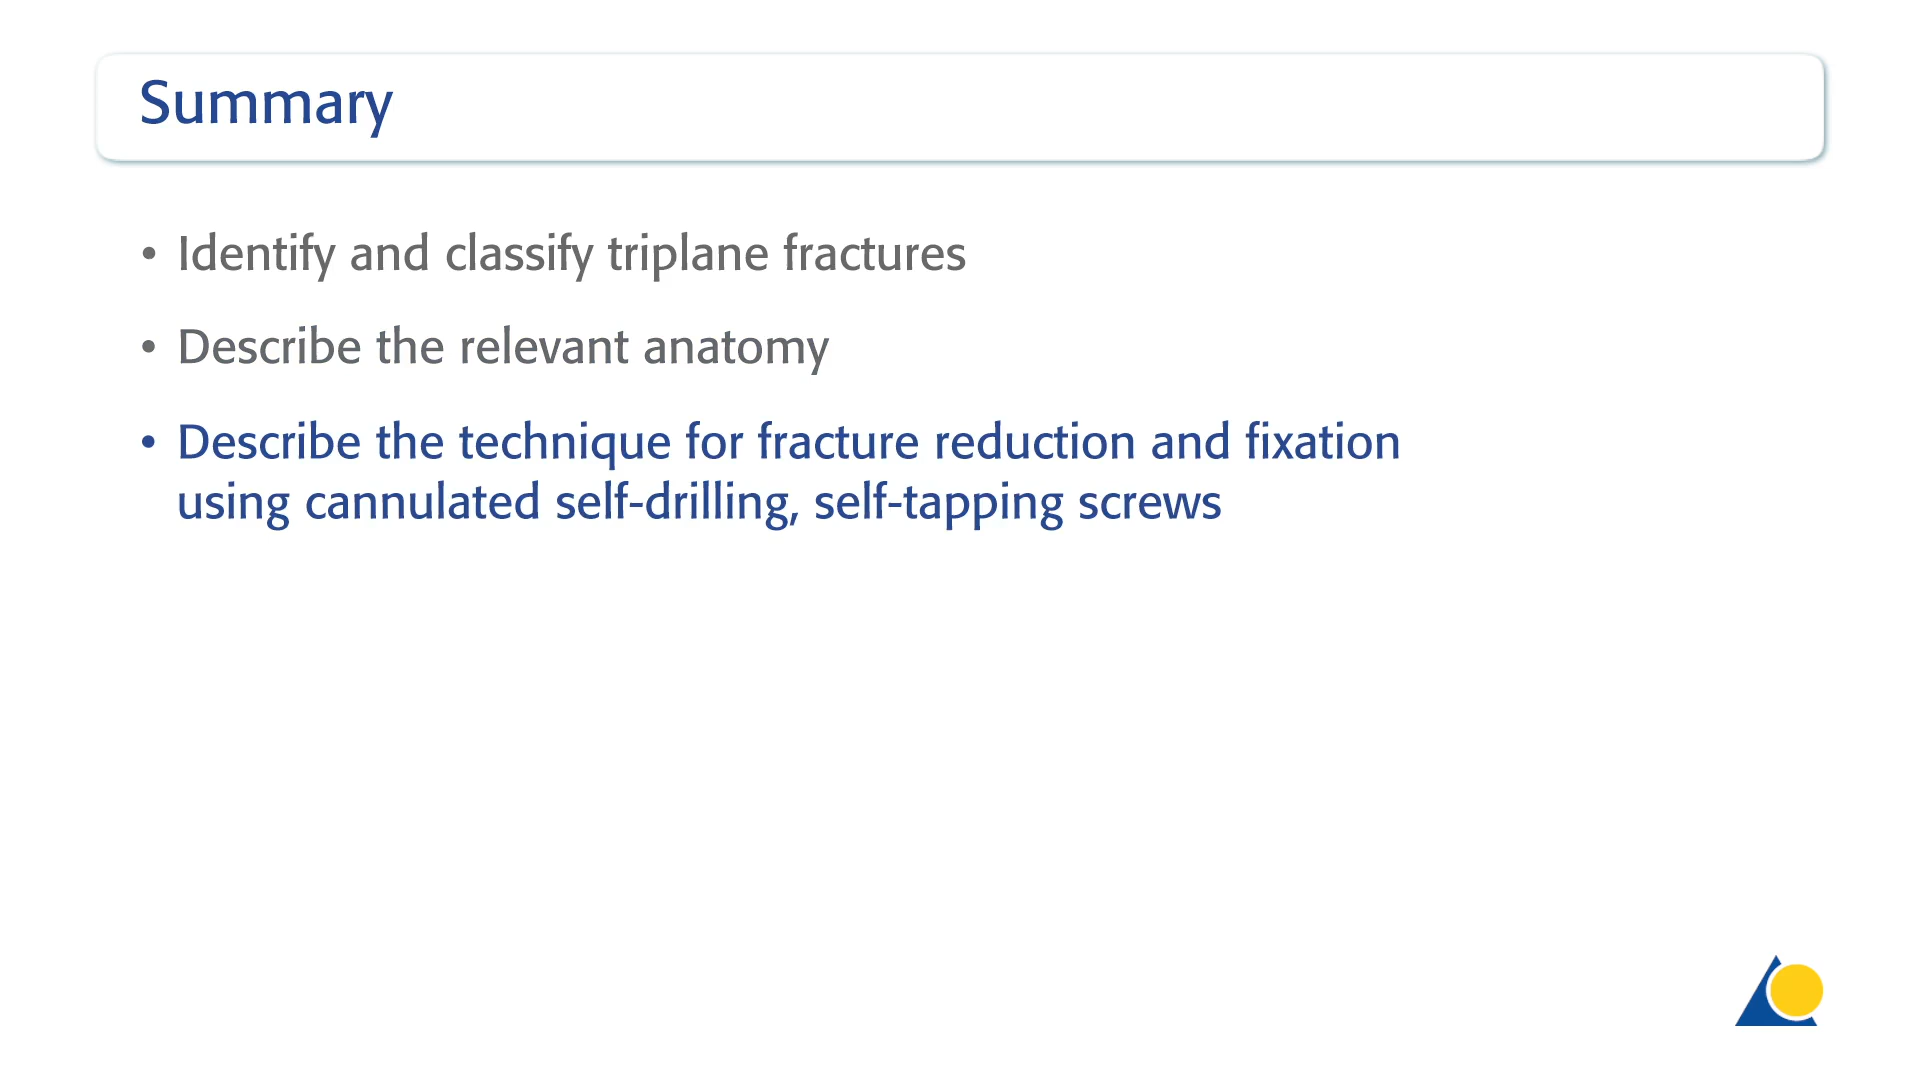 Summary
• Identify and classify triplane fractures
• Describe the relevant anatomy
• Describe the technique for fracture reduction and fixation
using cannulated self-drilling, self-tapping screws